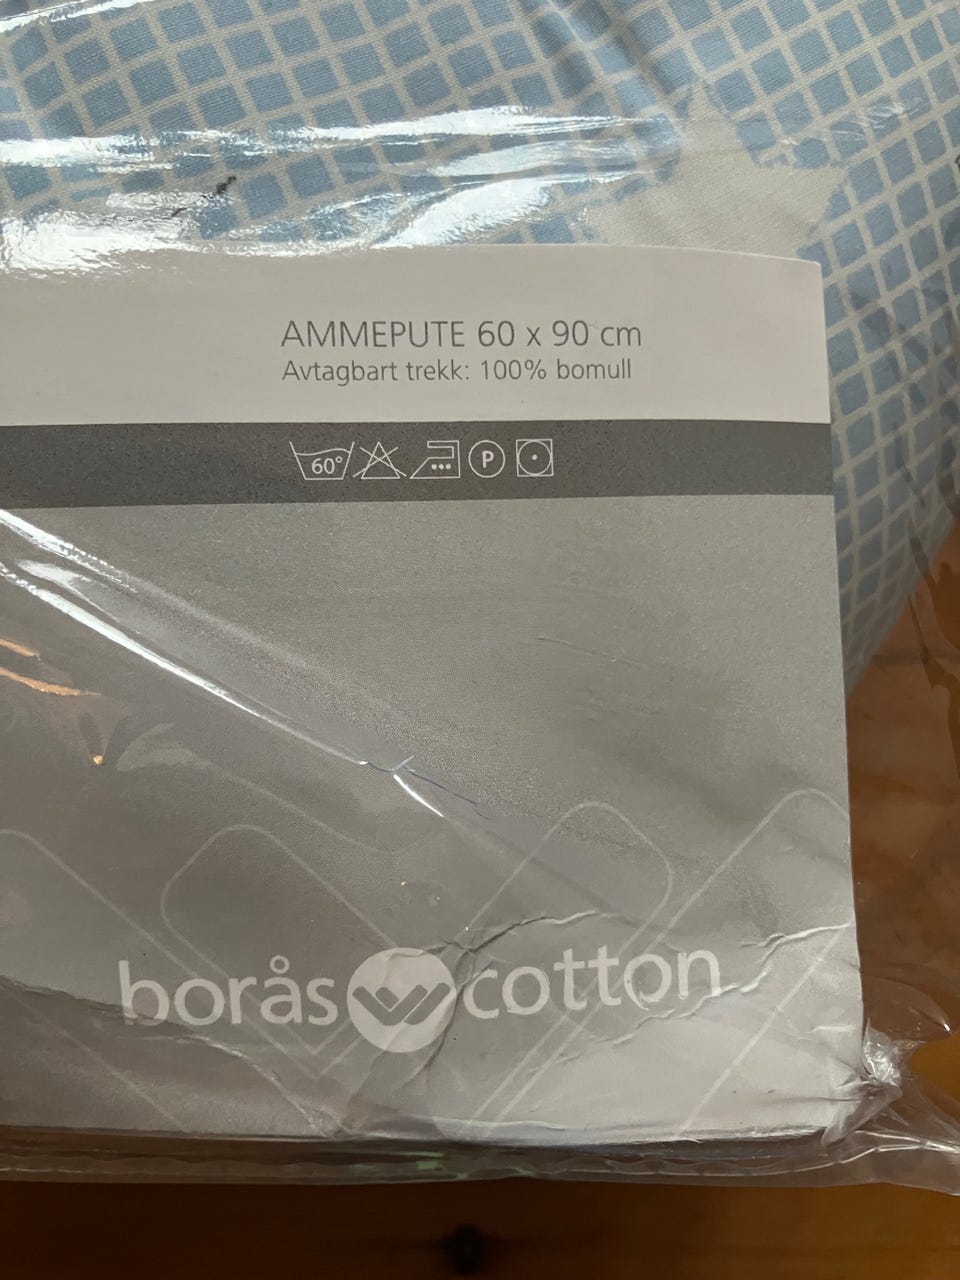 AMMEPUTE 60 x 90 cm
Avtagbart trekk: 100% bomull
60° P
borås cotton